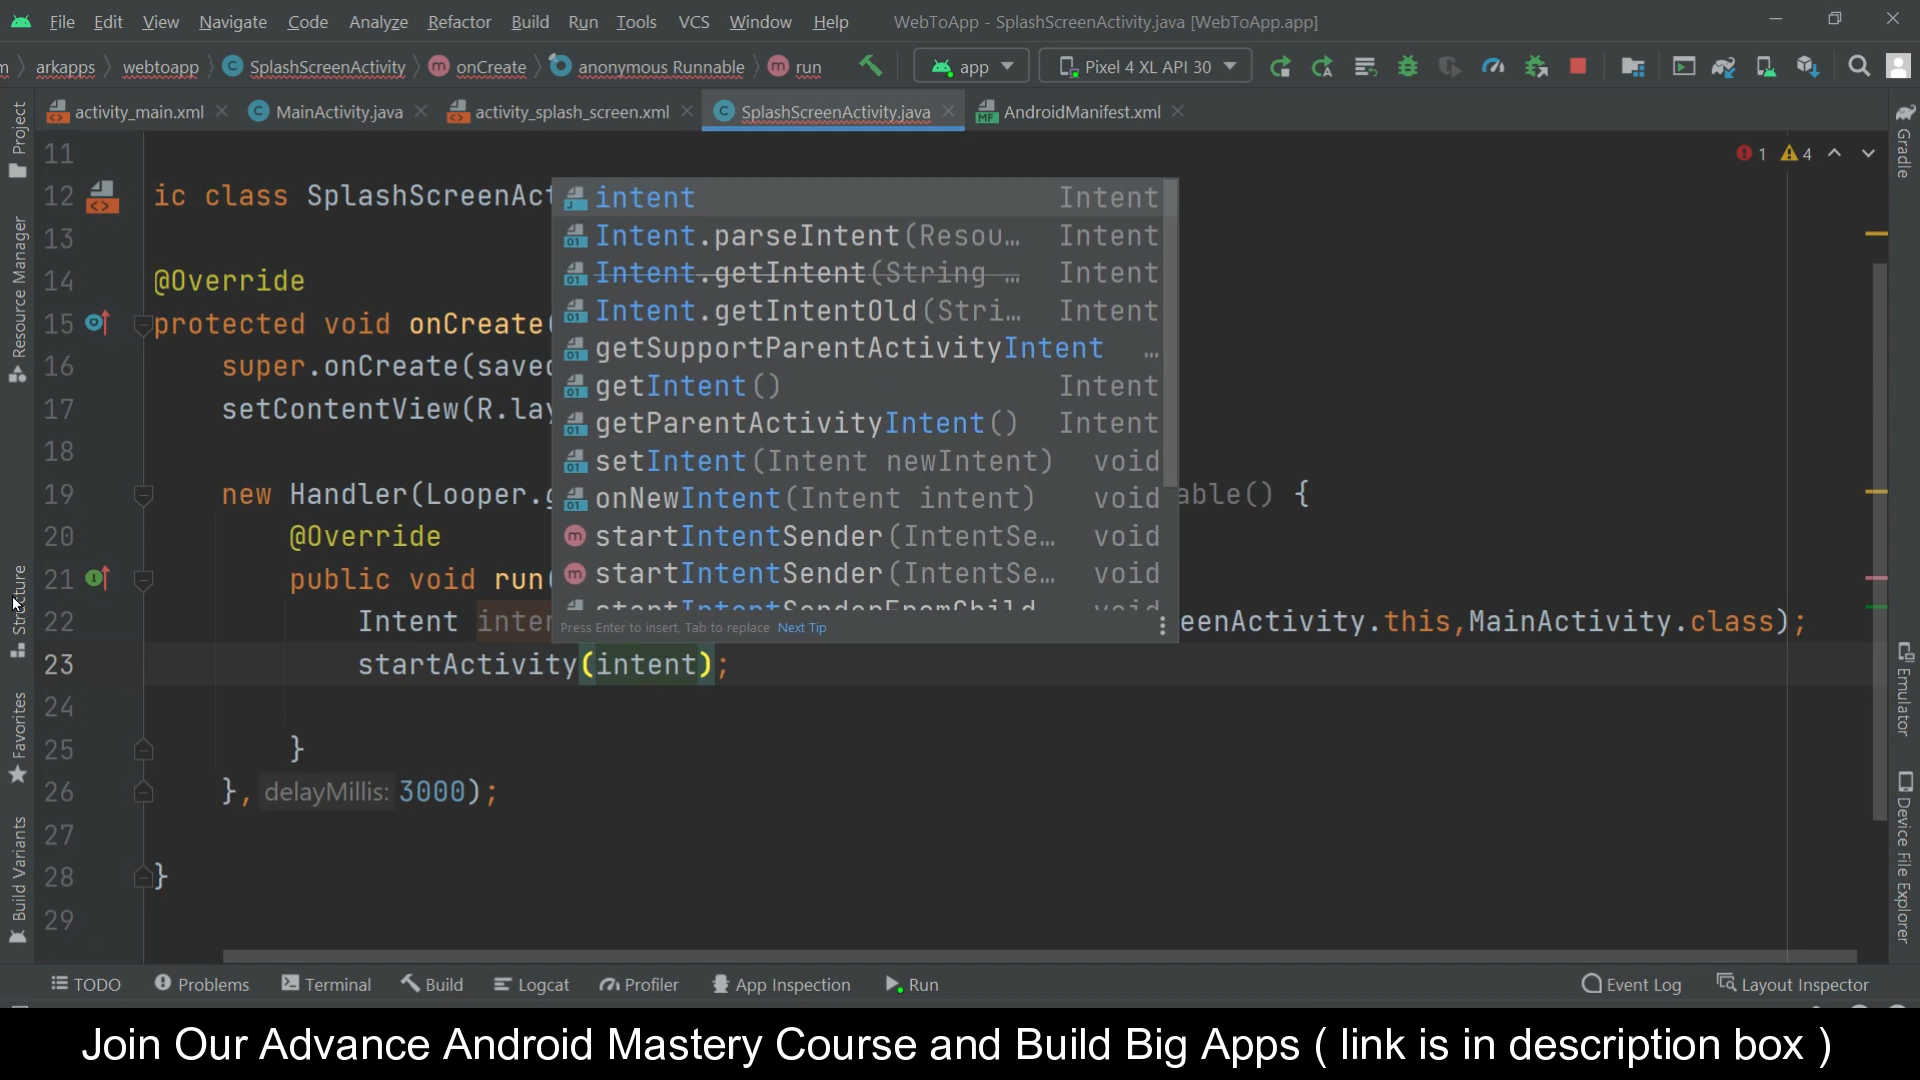 File Edit View Navigate Code Analyze Refactor Build Run Tools VCS Window Help WebToApp - SplashScreenActivity.java [WebToApp.app]
arkapps webtoapp SplashScreenActivity onCreate anonymous Runnable run app Pixel 4 XL API 30
activity_main.xml MainActivity.java activity_splash_screen.xml SplashScreenActivity.java AndroidManifest.xml
Project
Resource Manager
Structure
Favorites
Build Variants
Gradle
Emulator
Device File Explorer
1 4
11
12 ic class SplashScreenAct
13
14 @Override
15 protected void onCreate(
16 super.onCreate(saved
17 setContentView(R.lay
18
19 new Handler(Looper. able() {
20 @Override
21 public void run(
22 Intent inten eenActivity.this,MainActivity.class);
23 startActivity(intent);
24
25 }
26 }, delayMillis: 3000);
27
28 }
29
intent Intent
Intent.parseIntent(Resou… Intent
Intent.getIntent(String … Intent
Intent.getIntentOld(Stri… Intent
getSupportParentActivityIntent …
getIntent() Intent
getParentActivityIntent() Intent
setIntent(Intent newIntent) void
onNewIntent(Intent intent) void
startIntentSender(IntentSe… void
startIntentSender(IntentSe… void
startIntentSenderFromChild void
Press Enter to insert, Tab to replace Next Tip
TODO Problems Terminal Build Logcat Profiler App Inspection Run Event Log Layout Inspector
Join Our Advance Android Mastery Course and Build Big Apps ( link is in description box )